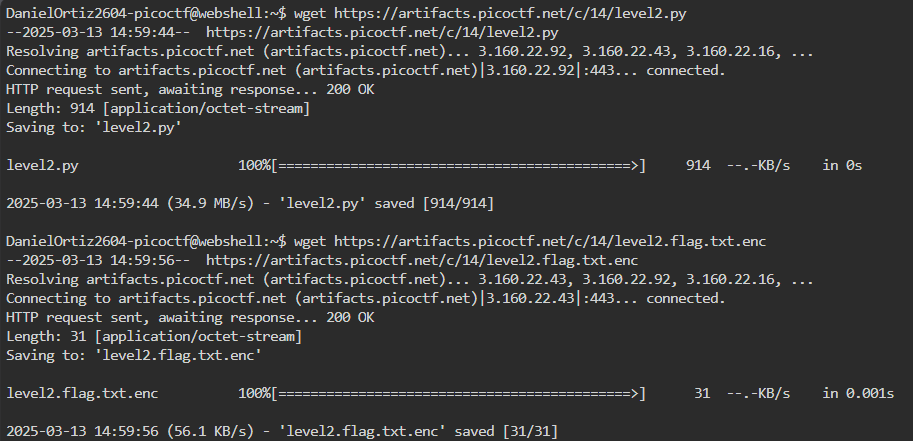 DanielOrtiz2604-picoctf@webshell:~$ wget https://artifacts.picoctf.net/c/14/level2.py
--2025-03-13 14:59:44--  https://artifacts.picoctf.net/c/14/level2.py
Resolving artifacts.picoctf.net (artifacts.picoctf.net)... 3.160.22.92, 3.160.22.43, 3.160.22.16, ...
Connecting to artifacts.picoctf.net (artifacts.picoctf.net)|3.160.22.92|:443... connected.
HTTP request sent, awaiting response... 200 OK
Length: 914 [application/octet-stream]
Saving to: 'level2.py'
level2.py                    100%[============================================>]     914  --.-KB/s    in 0s
2025-03-13 14:59:44 (34.9 MB/s) - 'level2.py' saved [914/914]
DanielOrtiz2604-picoctf@webshell:~$ wget https://artifacts.picoctf.net/c/14/level2.flag.txt.enc
--2025-03-13 14:59:56--  https://artifacts.picoctf.net/c/14/level2.flag.txt.enc
Resolving artifacts.picoctf.net (artifacts.picoctf.net)... 3.160.22.43, 3.160.22.92, 3.160.22.16, ...
Connecting to artifacts.picoctf.net (artifacts.picoctf.net)|3.160.22.43|:443... connected.
HTTP request sent, awaiting response... 200 OK
Length: 31 [application/octet-stream]
Saving to: 'level2.flag.txt.enc'
level2.flag.txt.enc          100%[============================================>]      31  --.-KB/s    in 0.001s
2025-03-13 14:59:56 (56.1 KB/s) - 'level2.flag.txt.enc' saved [31/31]